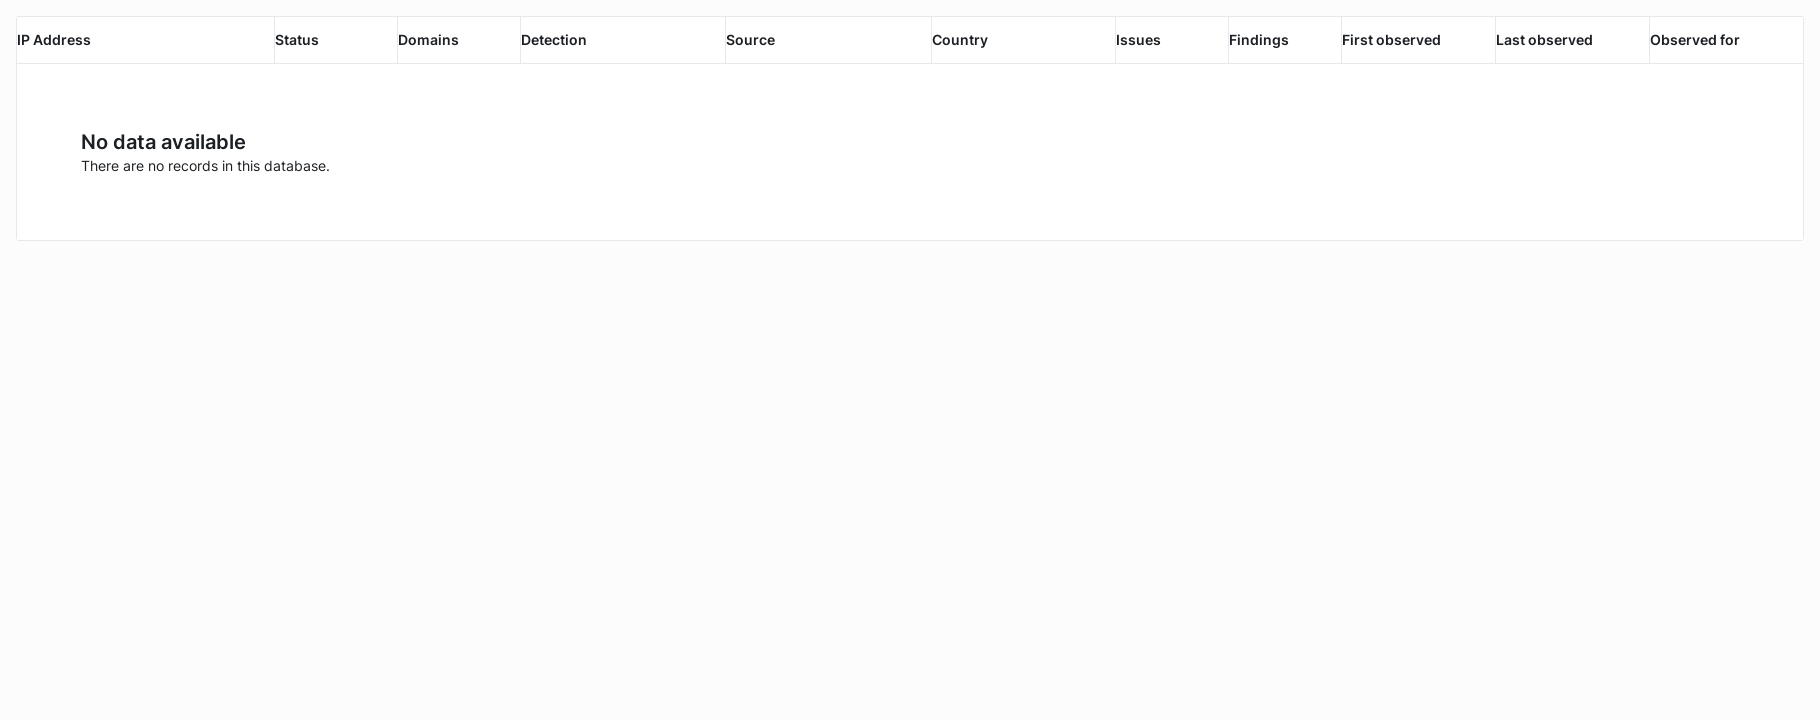 IP Address Status Domains Detection Source Country Issues Findings First observed Last observed Observed for
No data available
There are no records in this database.